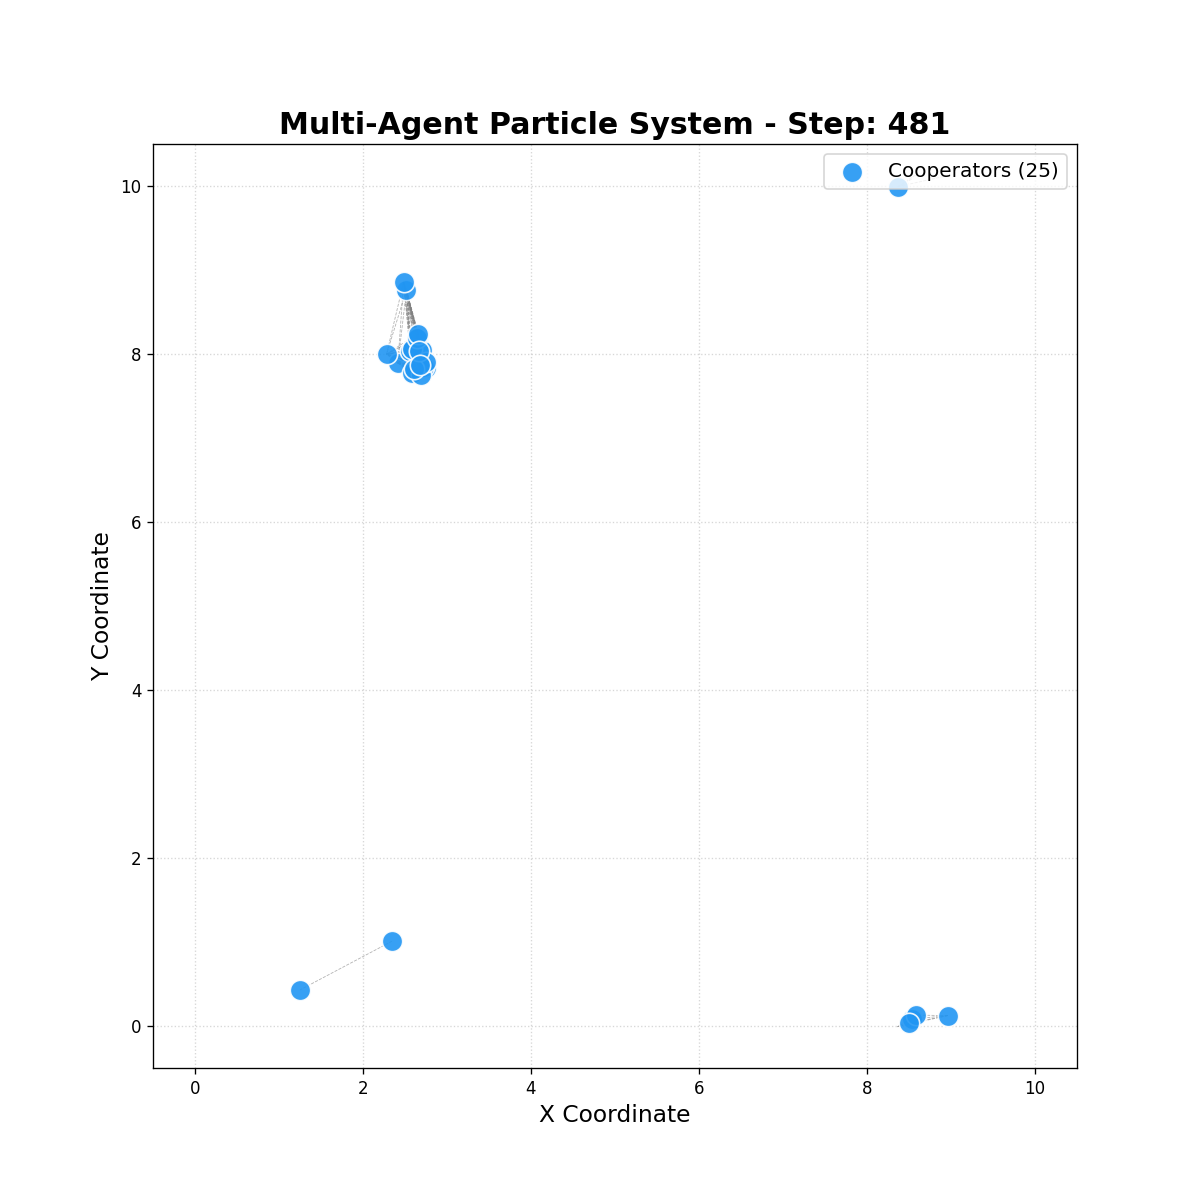 Multi-Agent Particle System - Step: 481
Cooperators (25)
10
8
6
4
2
0
Y Coordinate
0 2 4 6 8 10
X Coordinate